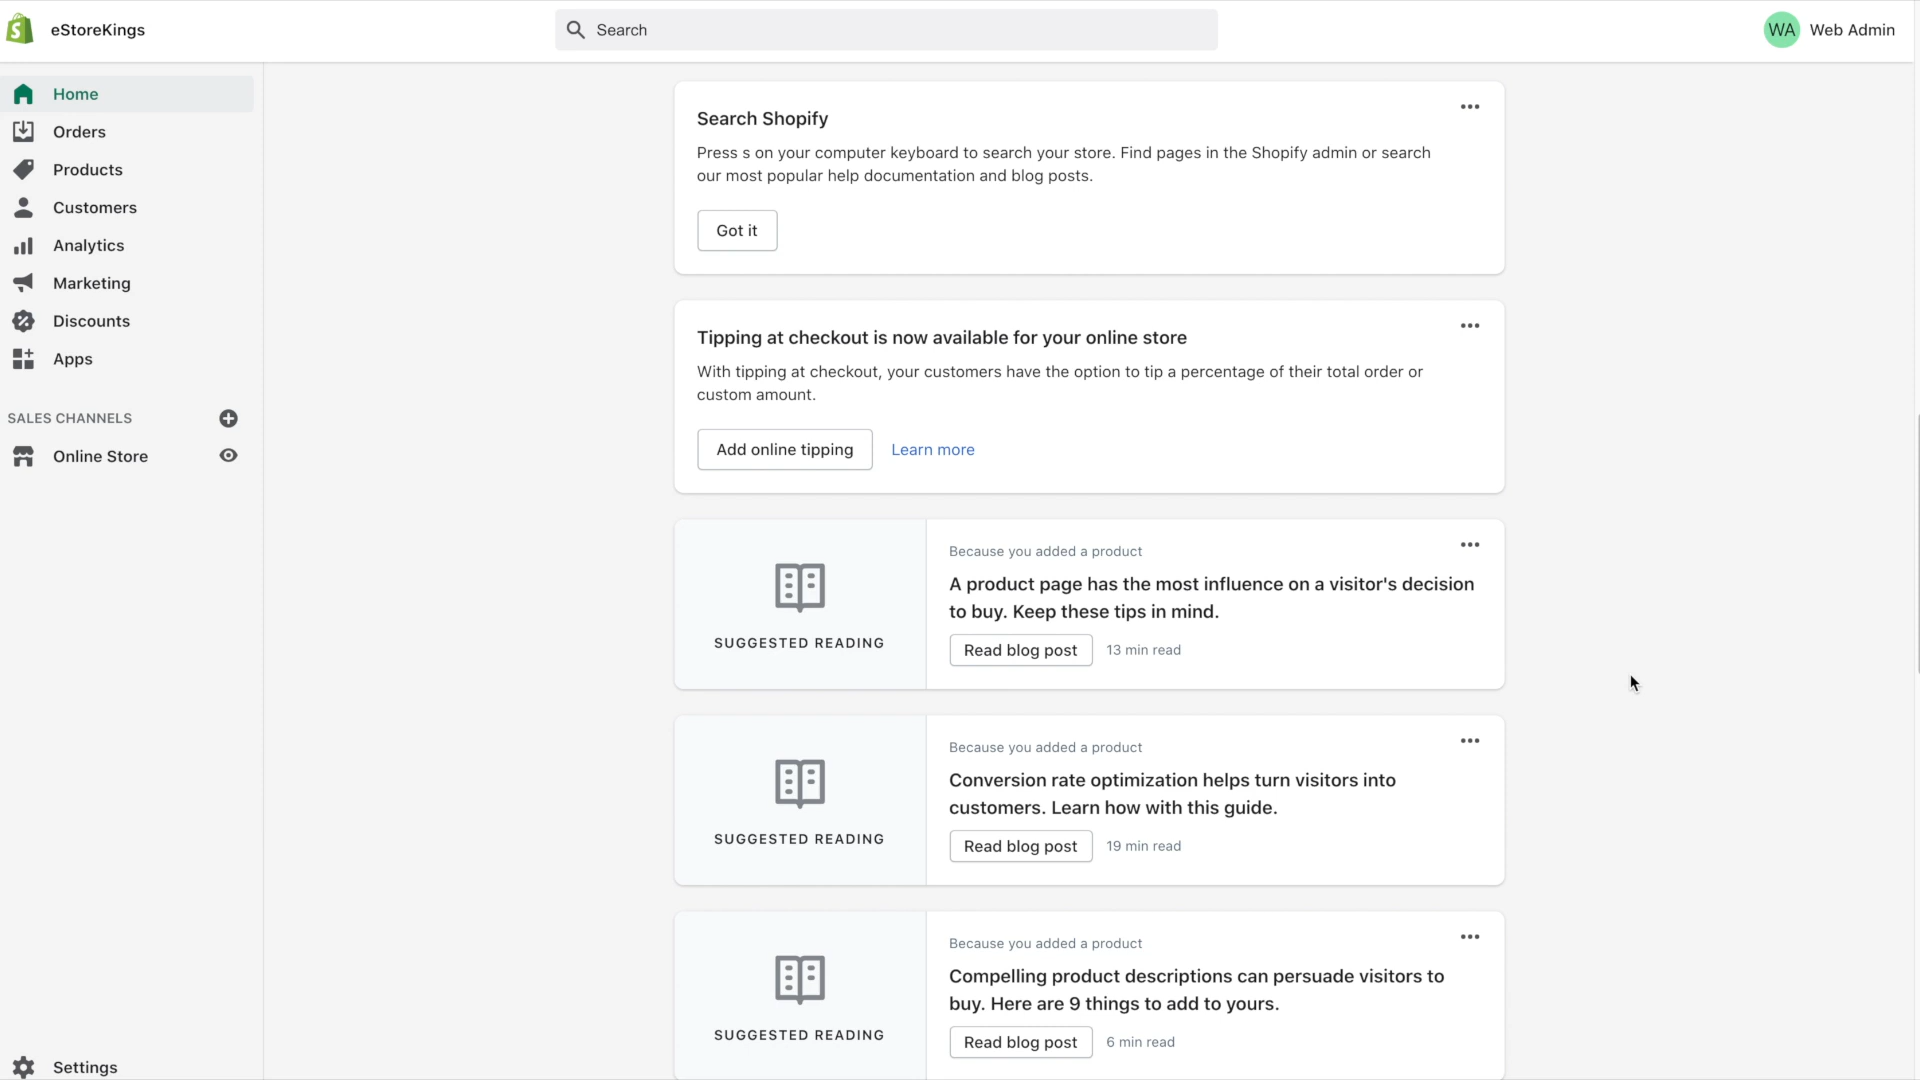 eStoreKings
Search
WA Web Admin
Home
Orders
Products
Customers
Analytics
Marketing
Discounts
Apps
SALES CHANNELS
Online Store
Settings
Search Shopify
Press s on your computer keyboard to search your store. Find pages in the Shopify admin or search
our most popular help documentation and blog posts.
Got it
Tipping at checkout is now available for your online store
With tipping at checkout, your customers have the option to tip a percentage of their total order or
custom amount.
Add online tipping Learn more
SUGGESTED READING
Because you added a product
A product page has the most influence on a visitor's decision
to buy. Keep these tips in mind.
Read blog post 13 min read
SUGGESTED READING
Because you added a product
Conversion rate optimization helps turn visitors into
customers. Learn how with this guide.
Read blog post 19 min read
SUGGESTED READING
Because you added a product
Compelling product descriptions can persuade visitors to
buy. Here are 9 things to add to yours.
Read blog post 6 min read